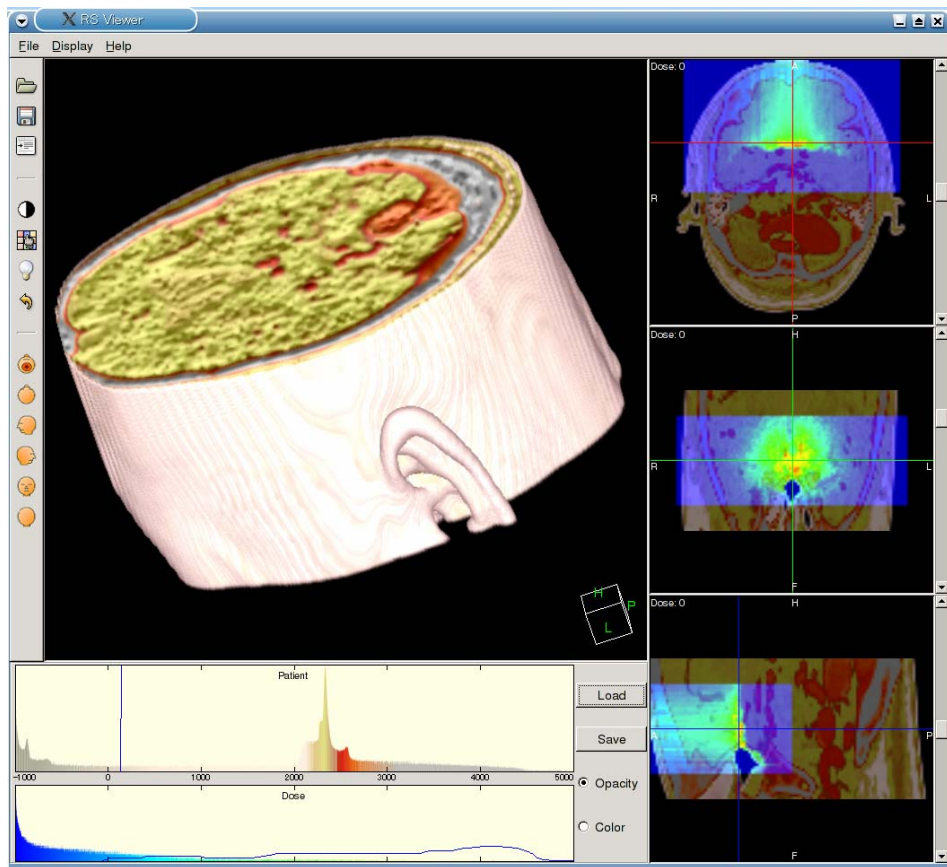 X RS Viewer
File Display Help
Dose: 0
A
R
L
P
Dose: 0
H
R
L
F
Dose: 0
H
A
P
F
H
P
L
Patient
-1000 0 1000 2000 3000 4000 5000
Dose
Load
Save
Opacity
Color